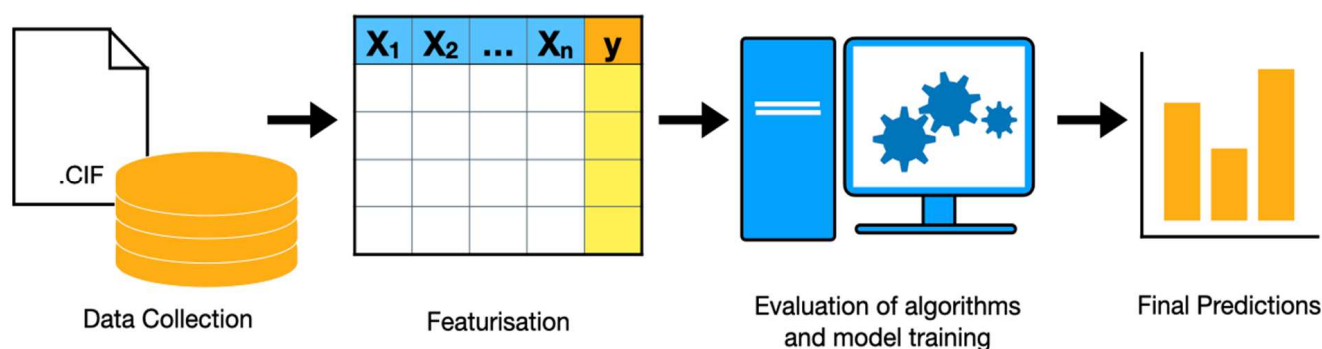 .CIF
X₁ X₂ ... Xₙ y
Data Collection
Featurisation
Evaluation of algorithms
and model training
Final Predictions